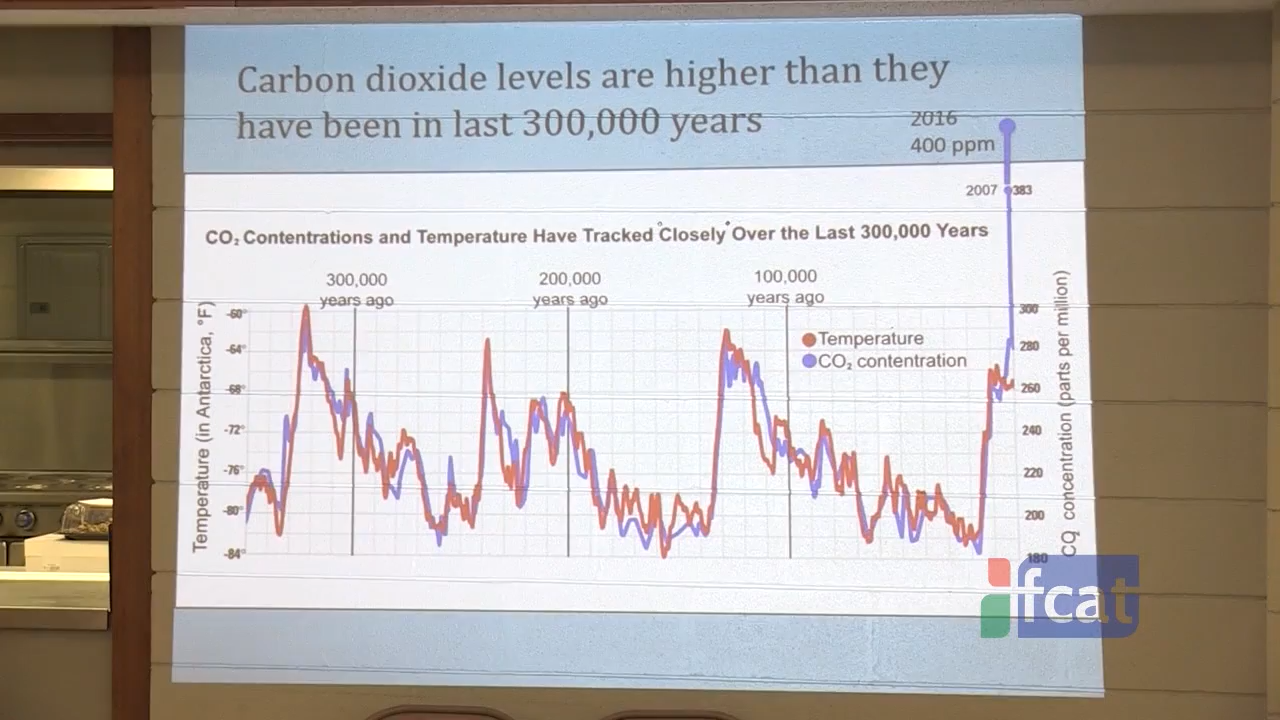 Carbon dioxide levels are higher than they
have been in last 300,000 years
2016
400 ppm
2007 383
CO₂ Contentrations and Temperature Have Tracked Closely Over the Last 300,000 Years
300,000
years ago
200,000
years ago
100,000
years ago
Temperature (in Antarctica, °F)
-60°
-64°
-68°
-72°
-76°
-80°
-84°
Temperature
CO₂ contentration
300
280
260
240
220
200
180
CO₂ concentration (parts per million)
fcat